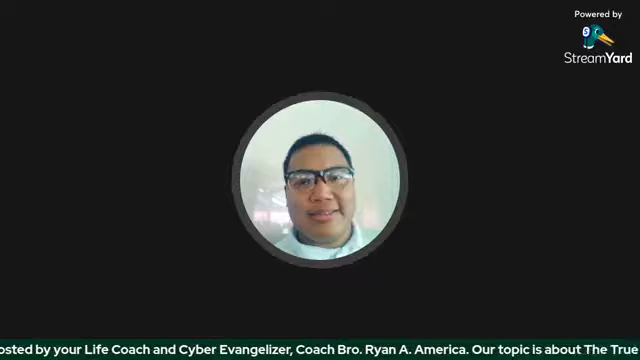 Powered by
StreamYard
osted by your Life Coach and Cyber Evangelizer, Coach Bro. Ryan A. America. Our topic is about The True